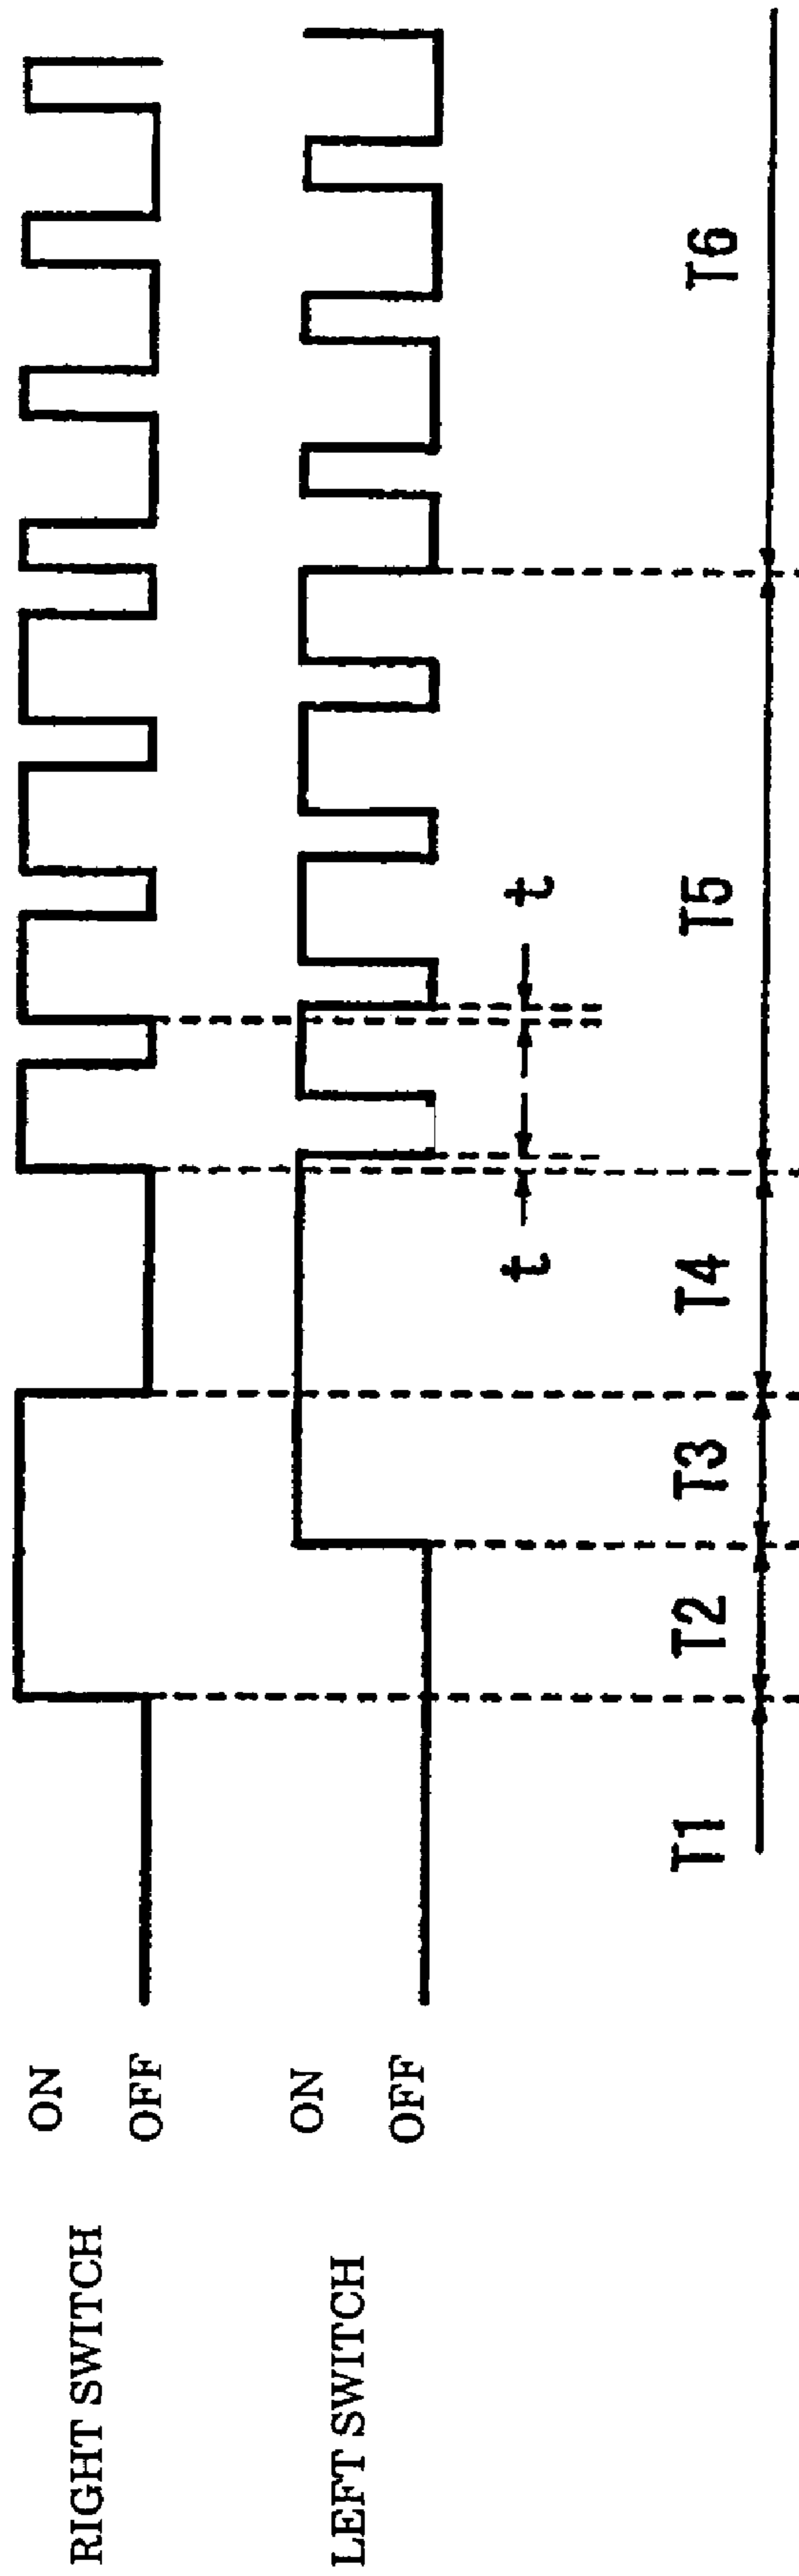 RIGHT SWITCH
ON
OFF
LEFT SWITCH
ON
OFF
t
t
T1
T2
T3
T4
T5
T6